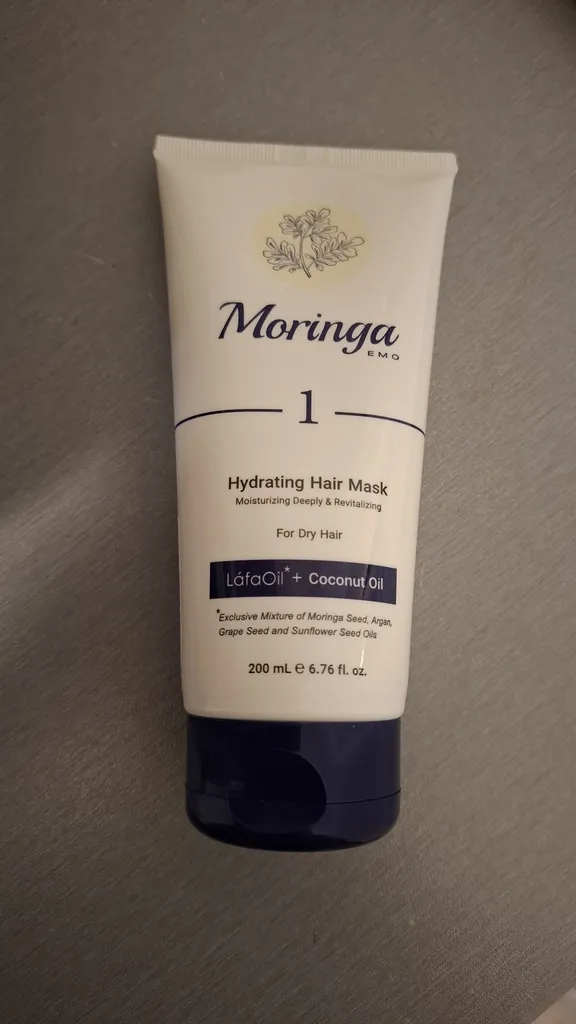 Moringa
EMO
1
Hydrating Hair Mask
Moisturizing Deeply & Revitalizing
For Dry Hair
LáfaOil* + Coconut Oil
*Exclusive Mixture of Moringa Seed, Argan,
Grape Seed and Sunflower Seed Oils
200 mL ℮ 6.76 fl. oz.